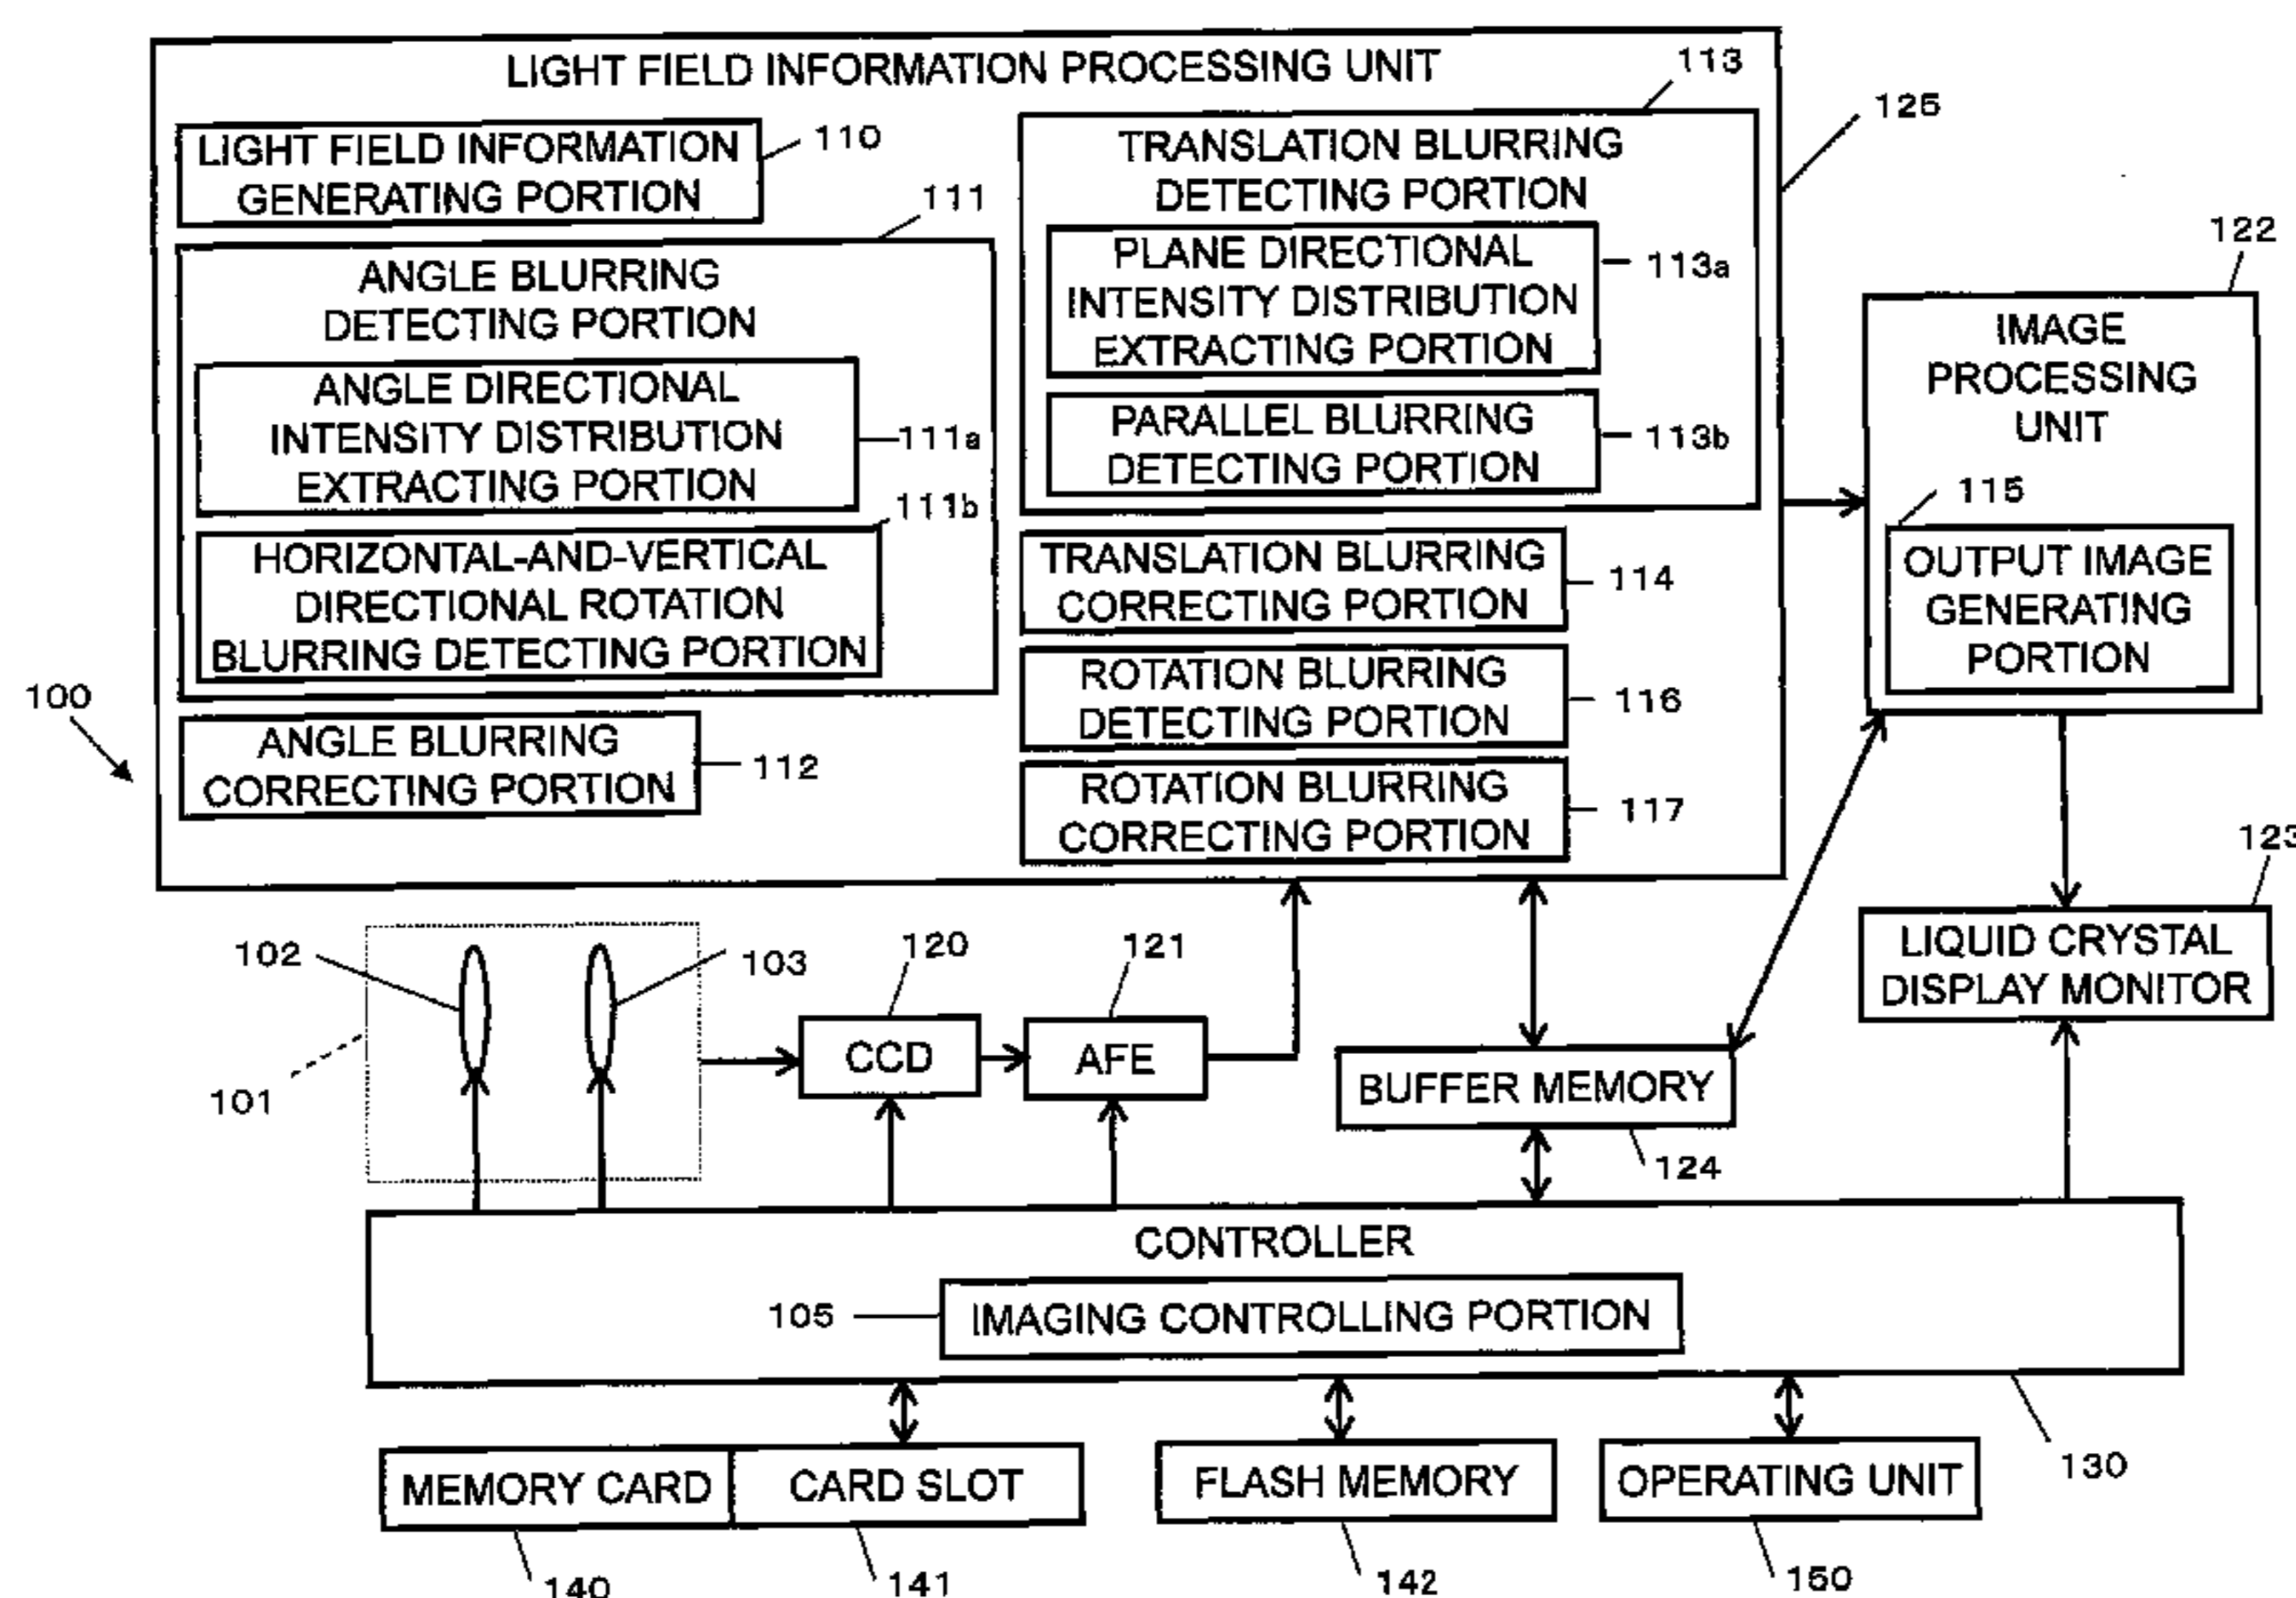 LIGHT FIELD INFORMATION PROCESSING UNIT
113
125
LIGHT FIELD INFORMATION
GENERATING PORTION
110
111
ANGLE BLURRING
DETECTING PORTION
ANGLE DIRECTIONAL
INTENSITY DISTRIBUTION
EXTRACTING PORTION
111a
111b
HORIZONTAL-AND-VERTICAL
DIRECTIONAL ROTATION
BLURRING DETECTING PORTION
100
ANGLE BLURRING
CORRECTING PORTION
112
TRANSLATION BLURRING
DETECTING PORTION
PLANE DIRECTIONAL
INTENSITY DISTRIBUTION
EXTRACTING PORTION
113a
PARALLEL BLURRING
DETECTING PORTION
113b
TRANSLATION BLURRING
CORRECTING PORTION
114
ROTATION BLURRING
DETECTING PORTION
116
ROTATION BLURRING
CORRECTING PORTION
117
122
IMAGE
PROCESSING
UNIT
115
OUTPUT IMAGE
GENERATING
PORTION
123
LIQUID CRYSTAL
DISPLAY MONITOR
102
103
101
120
CCD
121
AFE
BUFFER MEMORY
124
CONTROLLER
105
IMAGING CONTROLLING PORTION
130
MEMORY CARD
CARD SLOT
FLASH MEMORY
OPERATING UNIT
140
141
142
150